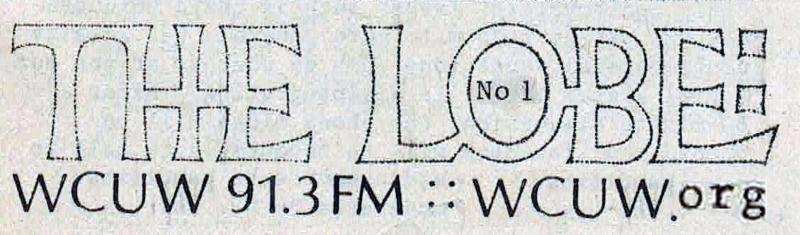 THE LOBE!
No 1
WCUW 91.3 FM :: WCUW.org